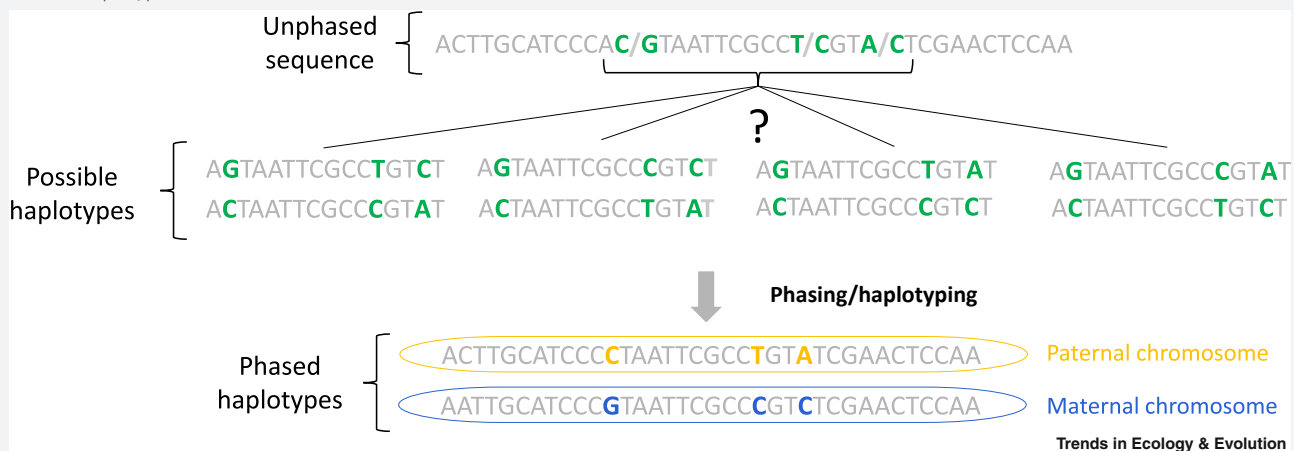 Unphased
sequence
ACTTGCATCCCAC/GTAATTCGCCT/CGTA/CTCGAACTCCAA
?
Possible
haplotypes
AGTAATTCGCCTGTCT
ACTAATTCGCCCGTAT
AGTAATTCGCCCGTCT
ACTAATTCGCCTGTAT
AGTAATTCGCCTGTAT
ACTAATTCGCCCGTCT
AGTAATTCGCCCGTAT
ACTAATTCGCCTGTCT
Phasing/haplotyping
Phased
haplotypes
ACTTGCATCCCCTAATTCGCCTGTATCGAACTCCAA
Paternal chromosome
AATTGCATCCCGTAATTCGCCCGTCTCGAACTCCAA
Maternal chromosome
Trends in Ecology & Evolution